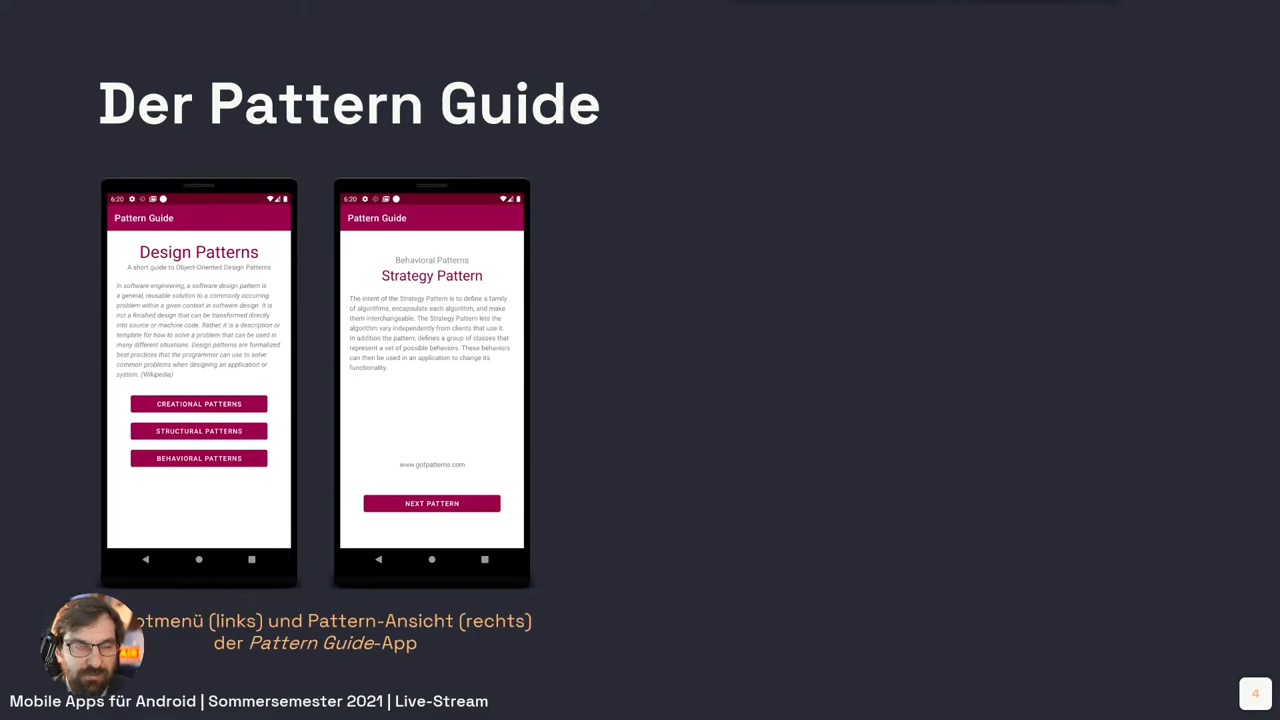 Der Pattern Guide
6:20
Pattern Guide
Design Patterns
A short guide to Object-Oriented Design Patterns
In software engineering, a software design pattern is
a general, reusable solution to a commonly occurring
problem within a given context in software design. It is
not a finished design that can be transformed directly
into source or machine code. Rather, it is a description or
template for how to solve a problem that can be used in
many different situations. Design patterns are formalized
best practices that the programmer can use to solve
common problems when designing an application or
system. (Wikipedia)
CREATIONAL PATTERNS
STRUCTURAL PATTERNS
BEHAVIORAL PATTERNS
6:20
Pattern Guide
Behavioral Patterns
Strategy Pattern
The intent of the Strategy Pattern is to define a family
of algorithms, encapsulate each algorithm, and make
them interchangeable. The Strategy Pattern lets the
algorithm vary independently from clients that use it.
In addition the pattern, defines a group of classes that
represent a set of possible behaviors. These behaviors
can then be used in an application to change its
functionality.
www.gofpatterns.com
NEXT PATTERN
(links) und Pattern-Ansicht (rechts)
der Pattern Guide-App
AIR
Mobile Apps für Android | Sommersemester 2021 | Live-Stream
4